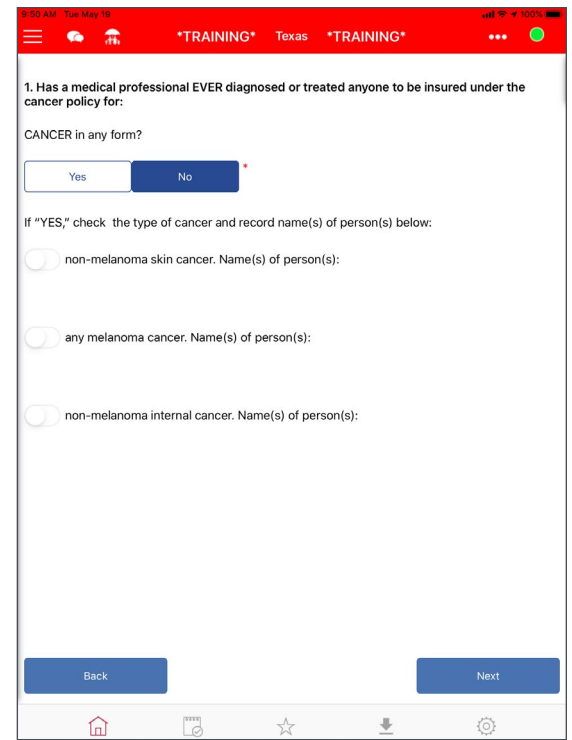 9:50 AM Tue May 19 100%
*TRAINING* Texas *TRAINING*
1. Has a medical professional EVER diagnosed or treated anyone to be insured under the
cancer policy for:
CANCER in any form?
Yes No *
If "YES," check the type of cancer and record name(s) of person(s) below:
non-melanoma skin cancer. Name(s) of person(s):
any melanoma cancer. Name(s) of person(s):
non-melanoma internal cancer. Name(s) of person(s):
Back Next